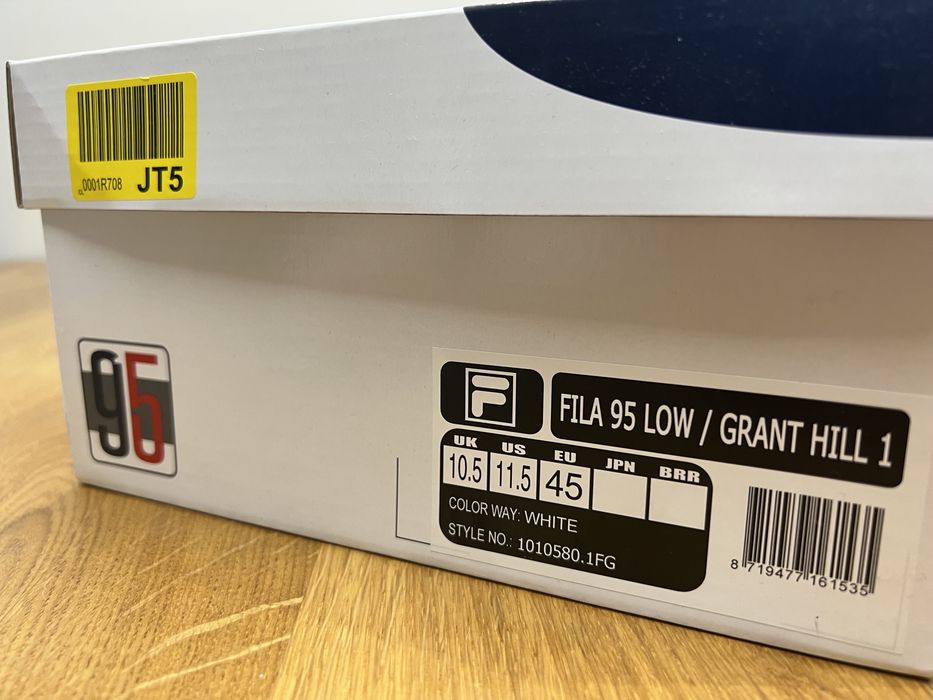 CL0001R708 JT5
95
F
FILA 95 LOW / GRANT HILL 1
UK US EU JPN BRR
10.5 11.5 45
COLOR WAY: WHITE
STYLE NO.: 1010580.1FG
8 719477 161535